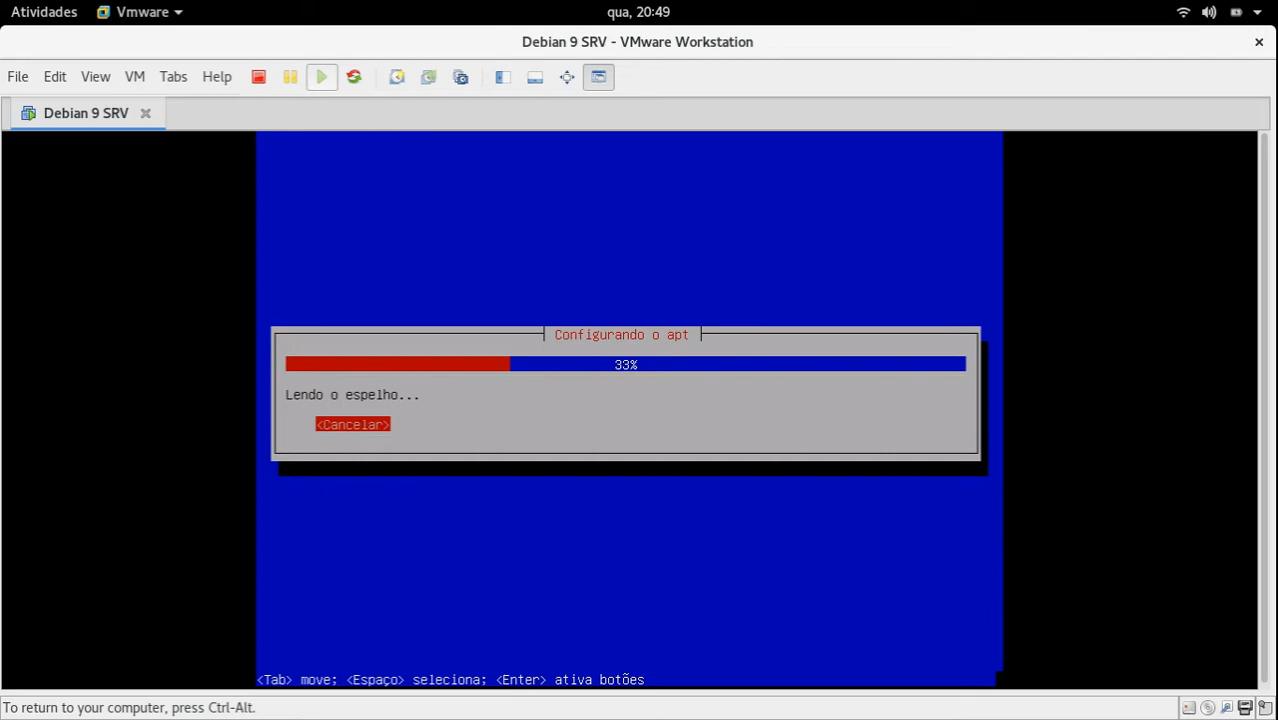 Atividades Vmware qua, 20:49
Debian 9 SRV - VMware Workstation
File Edit View VM Tabs Help
Debian 9 SRV
Configurando o apt
33%
Lendo o espelho...
<Cancelar>
<Tab> move; <Espaço> seleciona; <Enter> ativa botões
To return to your computer, press Ctrl-Alt.